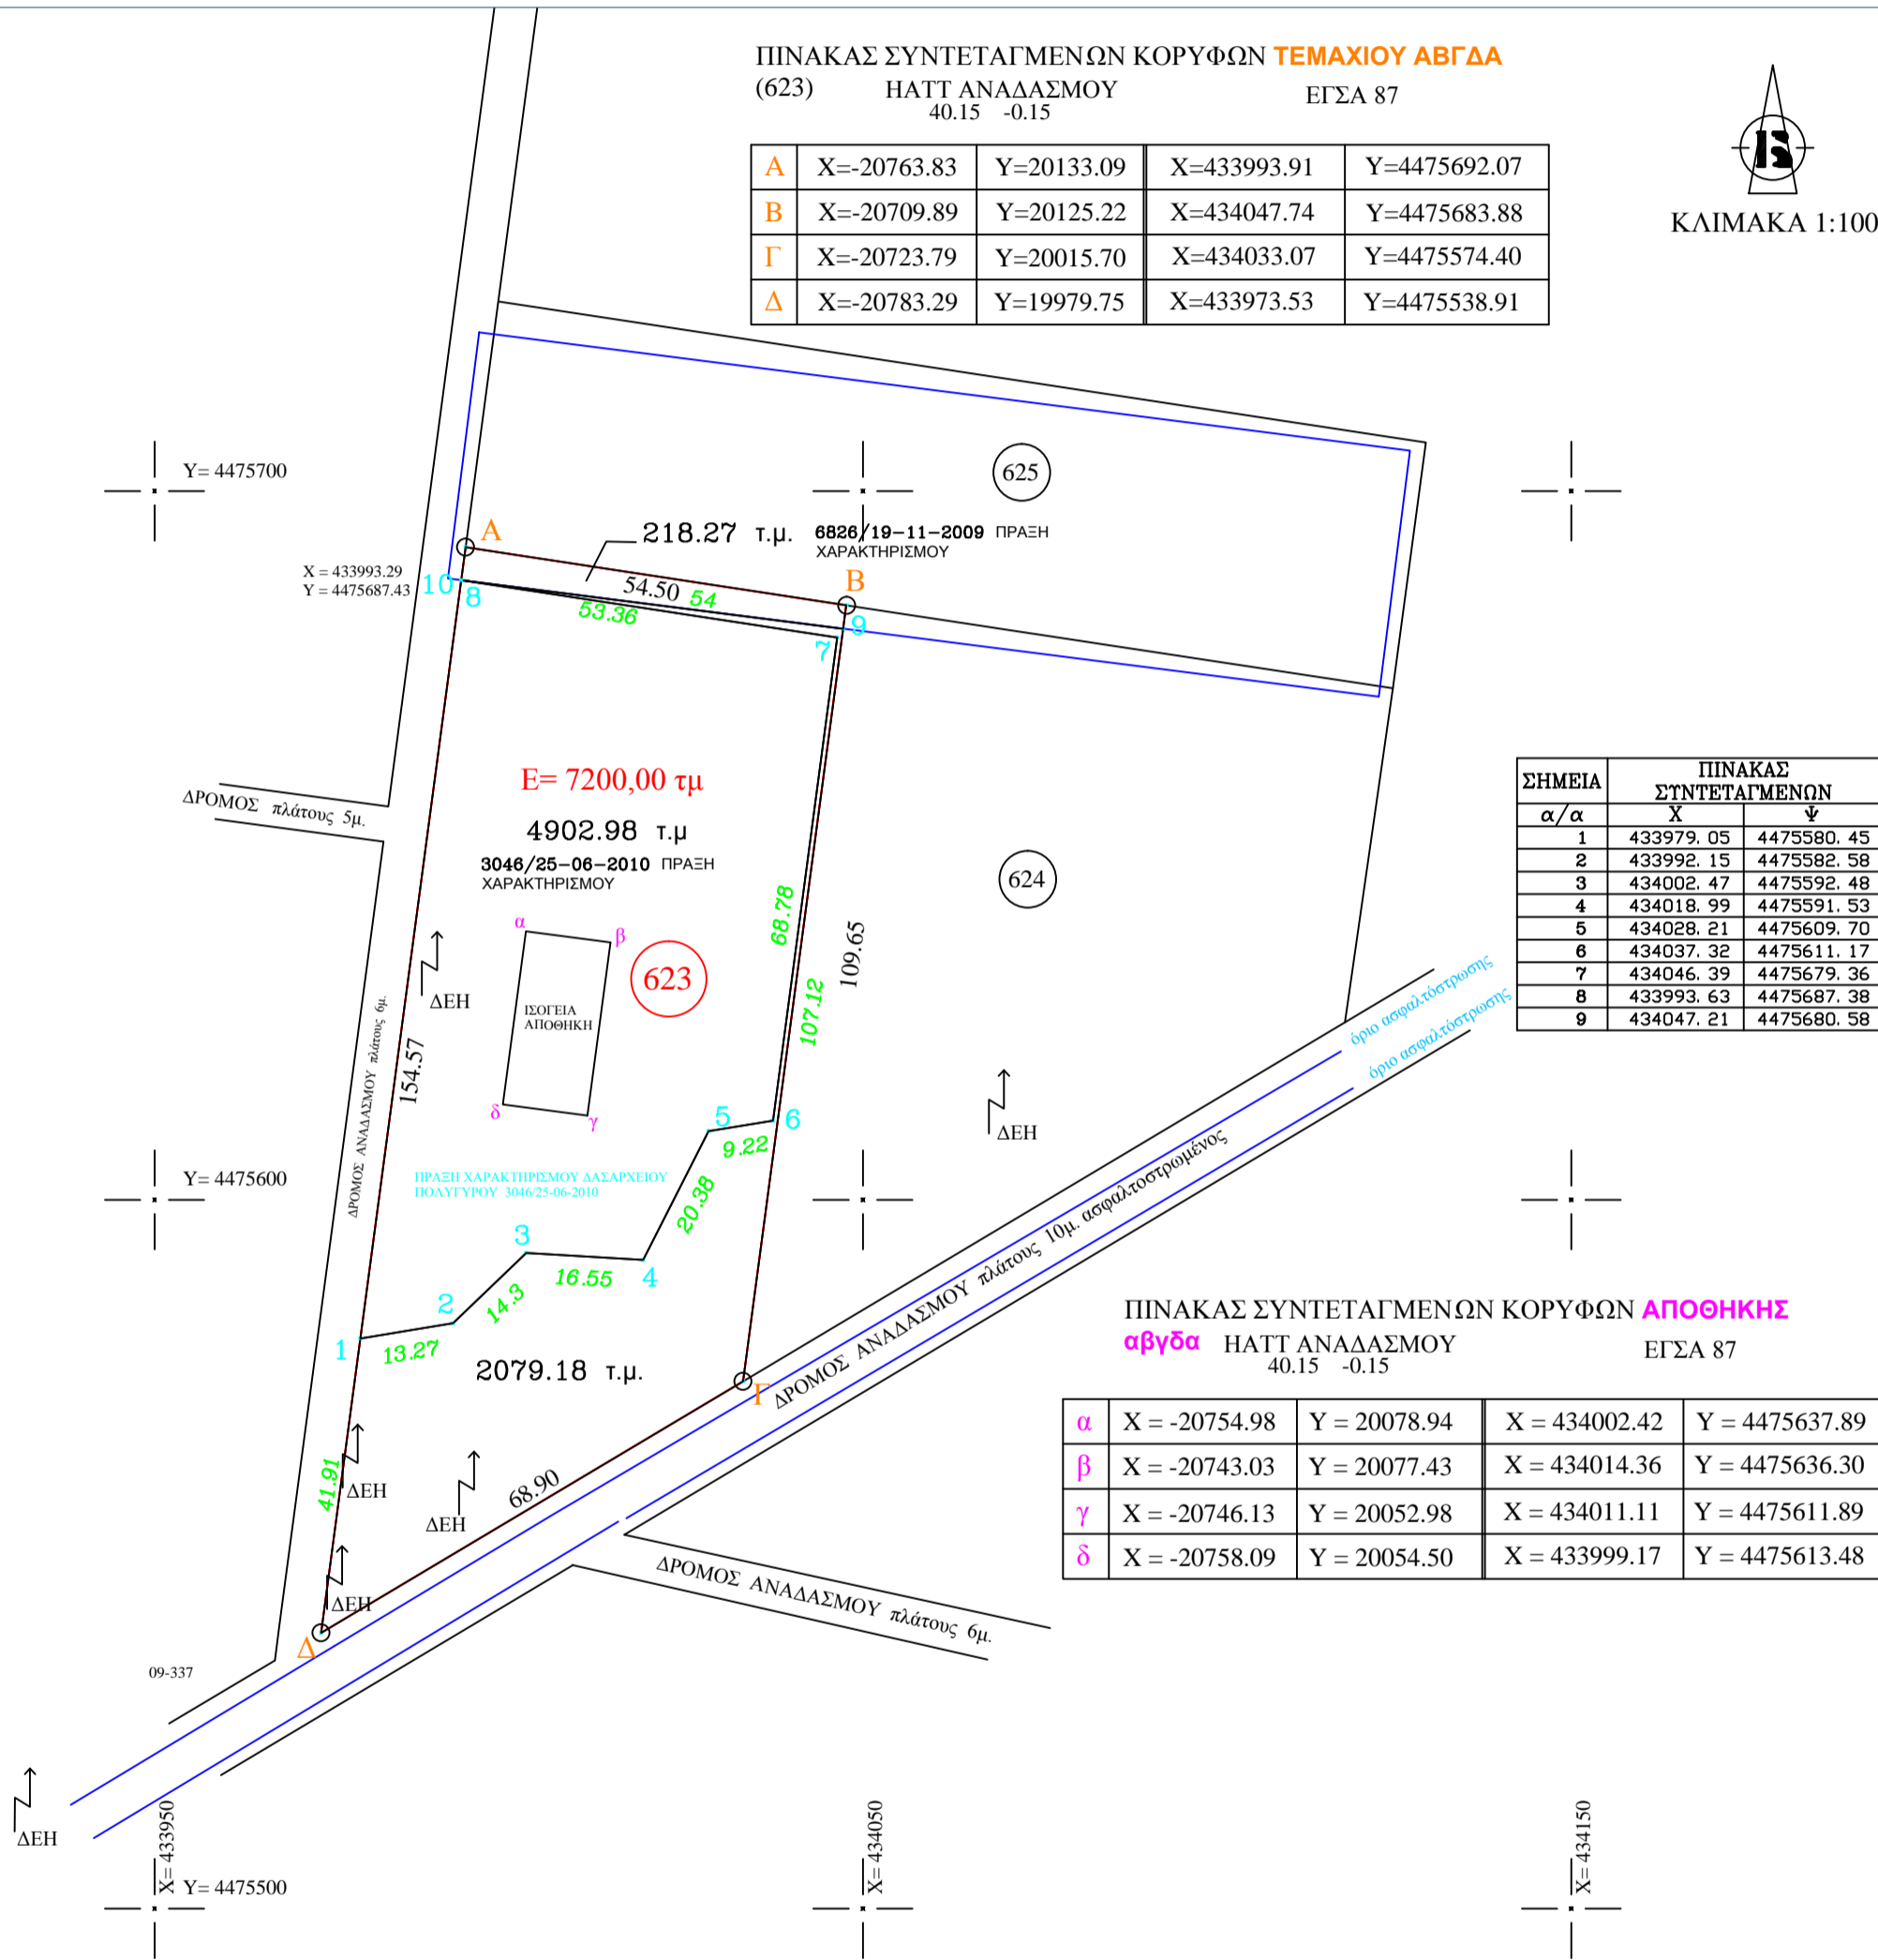 ΠΙΝΑΚΑΣ ΣΥΝΤΕΤΑΓΜΕΝΩΝ ΚΟΡΥΦΩΝ ΤΕΜΑΧΙΟΥ ΑΒΓΔΑ
(623) ΗΑΤΤ ΑΝΑΔΑΣΜΟΥ ΕΓΣΑ 87
40.15 -0.15
Α X=-20763.83 Y=20133.09 X=433993.91 Y=4475692.07
Β X=-20709.89 Y=20125.22 X=434047.74 Y=4475683.88
Γ X=-20723.79 Y=20015.70 X=434033.07 Y=4475574.40
Δ X=-20783.29 Y=19979.75 X=433973.53 Y=4475538.91
ΚΛΙΜΑΚΑ 1:100
Y= 4475700
625
Α
218.27 τ.μ. 6826/19-11-2009 ΠΡΑΞΗ
ΧΑΡΑΚΤΗΡΙΣΜΟΥ
X = 433993.29
Y = 4475687.43
10
8
54.50
54
53.36
Β
9
7
Ε= 7200,00 τμ
4902.98 τ.μ
3046/25-06-2010 ΠΡΑΞΗ
ΧΑΡΑΚΤΗΡΙΣΜΟΥ
ΔΡΟΜΟΣ πλάτους 5μ.
ΣΗΜΕΙΑ ΠΙΝΑΚΑΣ
ΣΥΝΤΕΤΑΓΜΕΝΩΝ
α/α Χ Ψ
1 433979.05 4475580.45
2 433992.15 4475582.58
3 434002.47 4475592.48
4 434018.99 4475591.53
5 434028.21 4475609.70
6 434037.32 4475611.17
7 434046.39 4475679.36
8 433993.63 4475687.38
9 434047.21 4475680.58
624
α
β
623
68.78
109.65
107.12
ΔΕΗ
ΙΣΟΓΕΙΑ
ΑΠΟΘΗΚΗ
δ
γ
154.57
ΔΡΟΜΟΣ ΑΝΑΔΑΣΜΟΥ πλάτους 6μ.
όριο ασφαλτόστρωσης
όριο ασφαλτόστρωσης
ΔΕΗ
5
6
9.22
Y= 4475600
ΠΡΑΞΗ ΧΑΡΑΚΤΗΡΙΣΜΟΥ ΔΑΣΑΡΧΕΙΟΥ
ΠΟΛΥΓΥΡΟΥ 3046/25-06-2010
20.38
3
16.55
4
2
14.3
1
13.27
2079.18 τ.μ.
Γ
ΔΡΟΜΟΣ ΑΝΑΔΑΣΜΟΥ πλάτους 10μ. ασφαλτοστρωμένος
ΠΙΝΑΚΑΣ ΣΥΝΤΕΤΑΓΜΕΝΩΝ ΚΟΡΥΦΩΝ ΑΠΟΘΗΚΗΣ
αβγδα ΗΑΤΤ ΑΝΑΔΑΣΜΟΥ ΕΓΣΑ 87
40.15 -0.15
α X = -20754.98 Y = 20078.94 X = 434002.42 Y = 4475637.89
β X = -20743.03 Y = 20077.43 X = 434014.36 Y = 4475636.30
γ X = -20746.13 Y = 20052.98 X = 434011.11 Y = 4475611.89
δ X = -20758.09 Y = 20054.50 X = 433999.17 Y = 4475613.48
41.91
ΔΕΗ
ΔΕΗ
68.90
ΔΕΗ
Δ
ΔΡΟΜΟΣ ΑΝΑΔΑΣΜΟΥ πλάτους 6μ.
09-337
ΔΕΗ
X= 433950
Y= 4475500
X= 434050
X= 434150